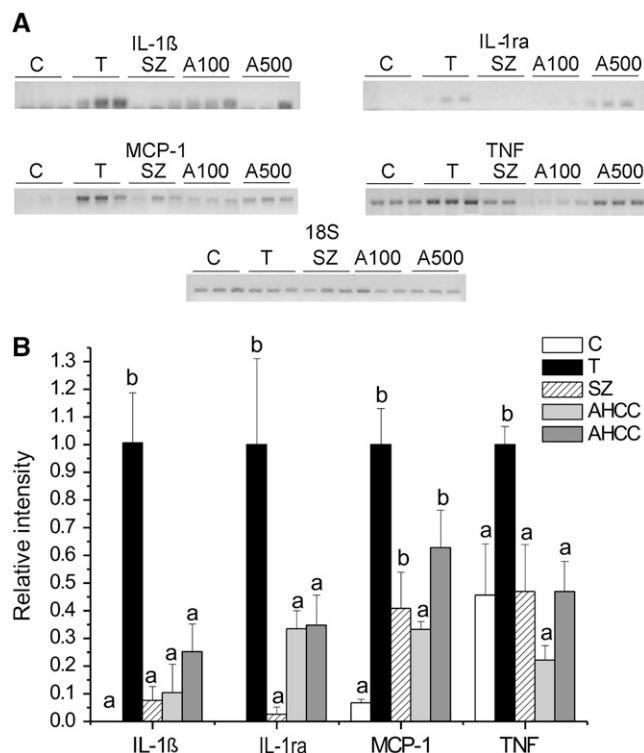 A
IL-1ß
C T SZ A100 A500
IL-1ra
C T SZ A100 A500
MCP-1
TNF
C T SZ A100 A500
C T SZ A100 A500
18S
C T SZ A100 A500
B
Relative intensity
1.3
1.2
1.1
1.0
0.9
0.8
0.7
0.6
0.5
0.4
0.3
0.2
0.1
0.0
a b a a a
b a a a
a b b a b
a b a a a
C
T
SZ
AHCC
AHCC
IL-1ß IL-1ra MCP-1 TNF